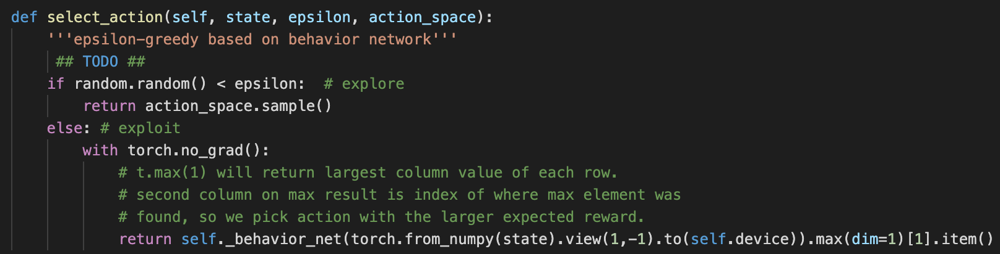 def select_action(self, state, epsilon, action_space):
    '''epsilon-greedy based on behavior network'''
     ## TODO ##
    if random.random() < epsilon:  # explore
        return action_space.sample()
    else: # exploit
        with torch.no_grad():
            # t.max(1) will return largest column value of each row.
            # second column on max result is index of where max element was
            # found, so we pick action with the larger expected reward.
            return self._behavior_net(torch.from_numpy(state).view(1,-1).to(self.device)).max(dim=1)[1].item()